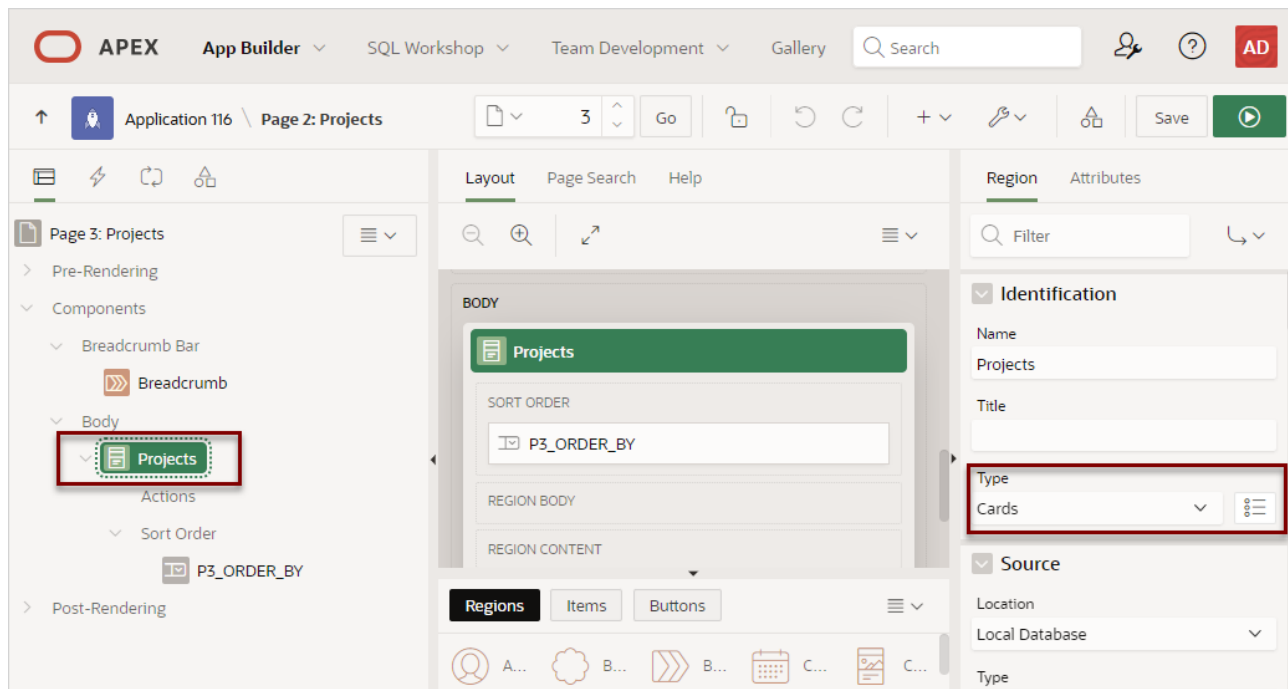 APEX App Builder SQL Workshop Team Development Gallery Search AD
Application 116 \ Page 2: Projects 3 Go Save
Layout Page Search Help
Region Attributes
Page 3: Projects
Filter
Pre-Rendering
Components
Breadcrumb Bar
Breadcrumb
Body
Projects
Actions
Sort Order
P3_ORDER_BY
Post-Rendering
BODY
Projects
SORT ORDER
P3_ORDER_BY
REGION BODY
REGION CONTENT
Regions Items Buttons
A... B... B... C... C...
Identification
Name
Projects
Title
Type
Cards
Source
Location
Local Database
Type